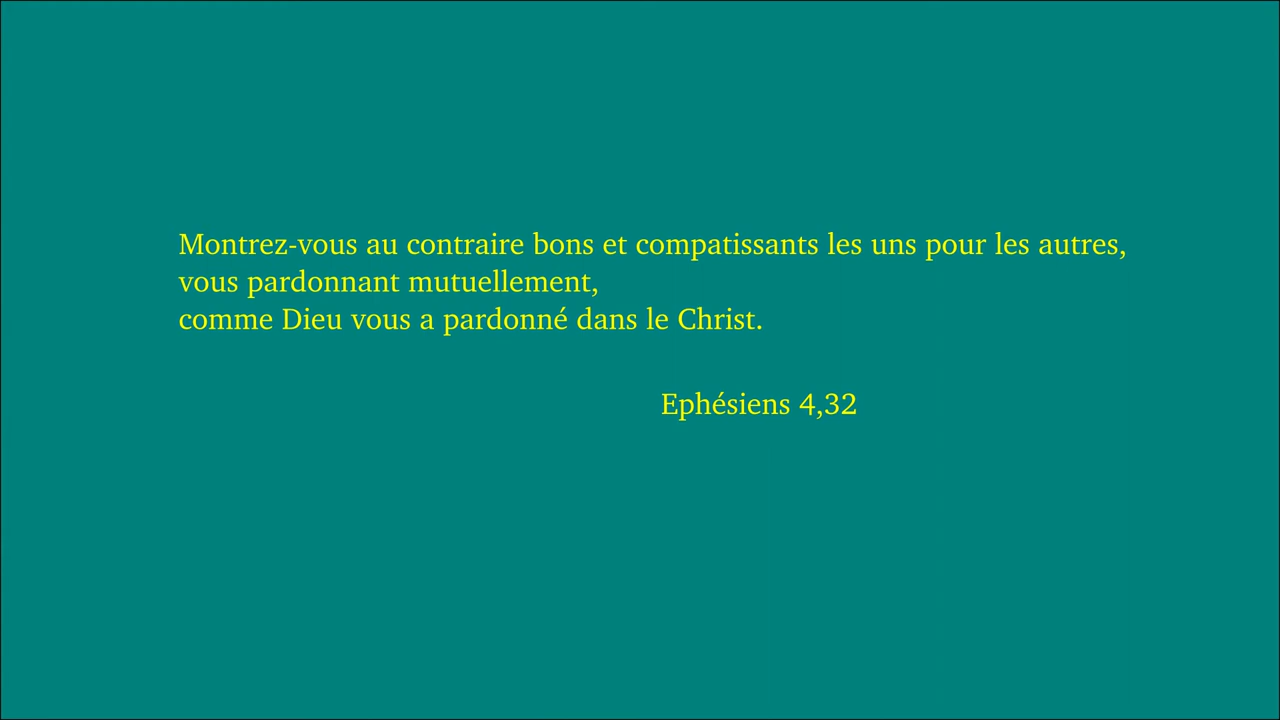 Montrez-vous au contraire bons et compatissants les uns pour les autres,
vous pardonnant mutuellement,
comme Dieu vous a pardonné dans le Christ.
Ephésiens 4,32